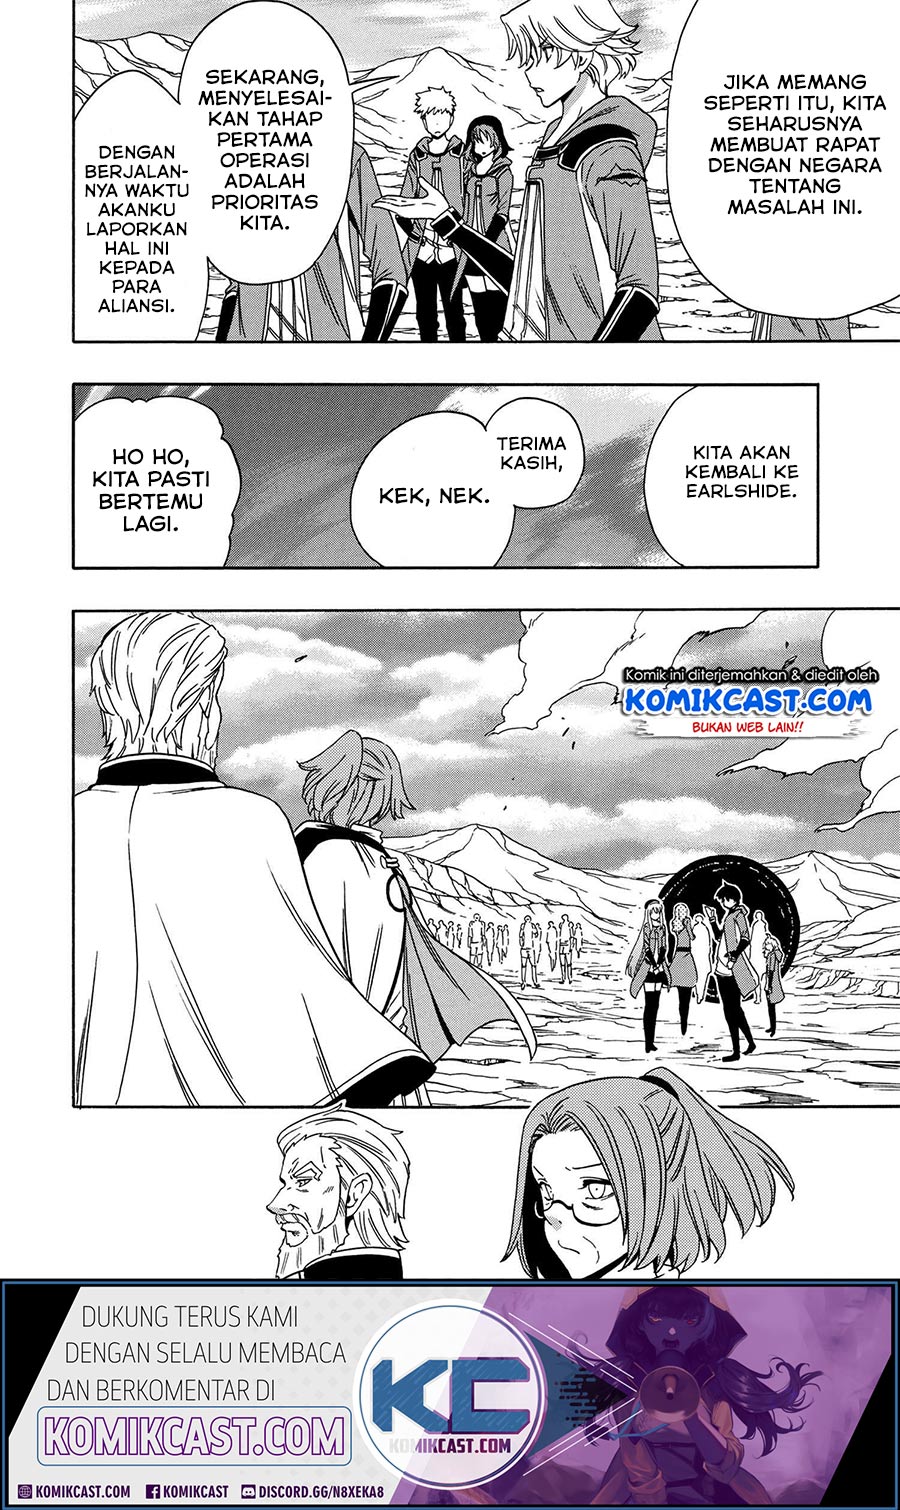 JIKA MEMANG
SEPERTI ITU, KITA
SEHARUSNYA
MEMBUAT RAPAT
DENGAN NEGARA
TENTANG
MASALAH INI.
SEKARANG,
MENYELESAI-
KAN TAHAP
PERTAMA
OPERASI
ADALAH
PRIORITAS
KITA.
DENGAN
BERJALAN-
NYA WAKTU
AKANKU
LAPORKAN
HAL INI
KEPADA
PARA
ALIANSI.
KITA AKAN
KEMBALI KE
EARLSHIDE.
TERIMA
KASIH,
KEK, NEK.
HO HO,
KITA PASTI
BERTEMU
LAGI.
Komik ini diterjemahkan & diedit oleh
KOMIKCAST.COM
BUKAN WEB LAIN!!
DUKUNG TERUS KAMI
DENGAN SELALU MEMBACA
DAN BERKOMENTAR DI
KOMIKCAST.COM
KC
KOMIKCAST.COM
KOMIKCAST.COM KOMIKCAST DISCORD.GG/N8XEKA8